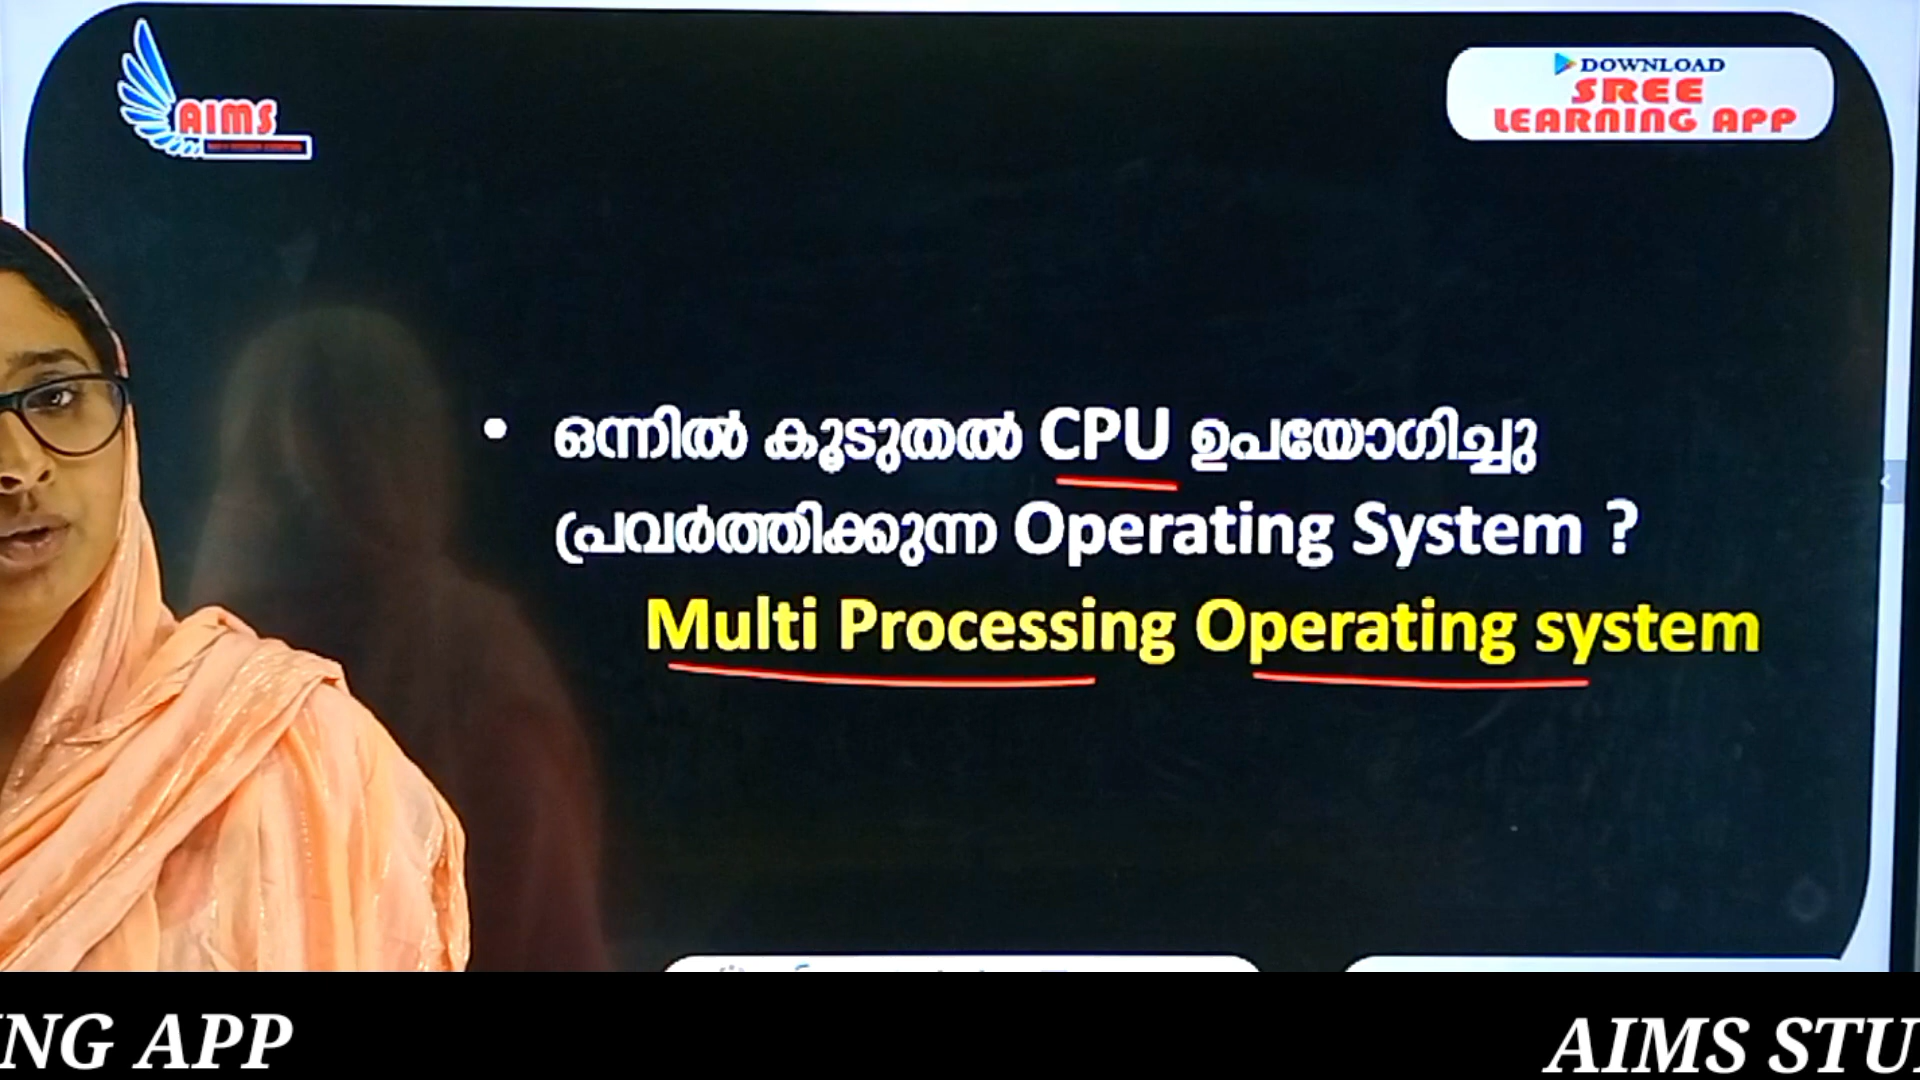 AIMS
DOWNLOAD
SREE
LEARNING APP
• ഒന്നിൽ കൂടുതൽ CPU ഉപയോഗിച്ചു
പ്രവർത്തിക്കുന്ന Operating System ?
Multi Processing Operating system
NG APP
AIMS STU